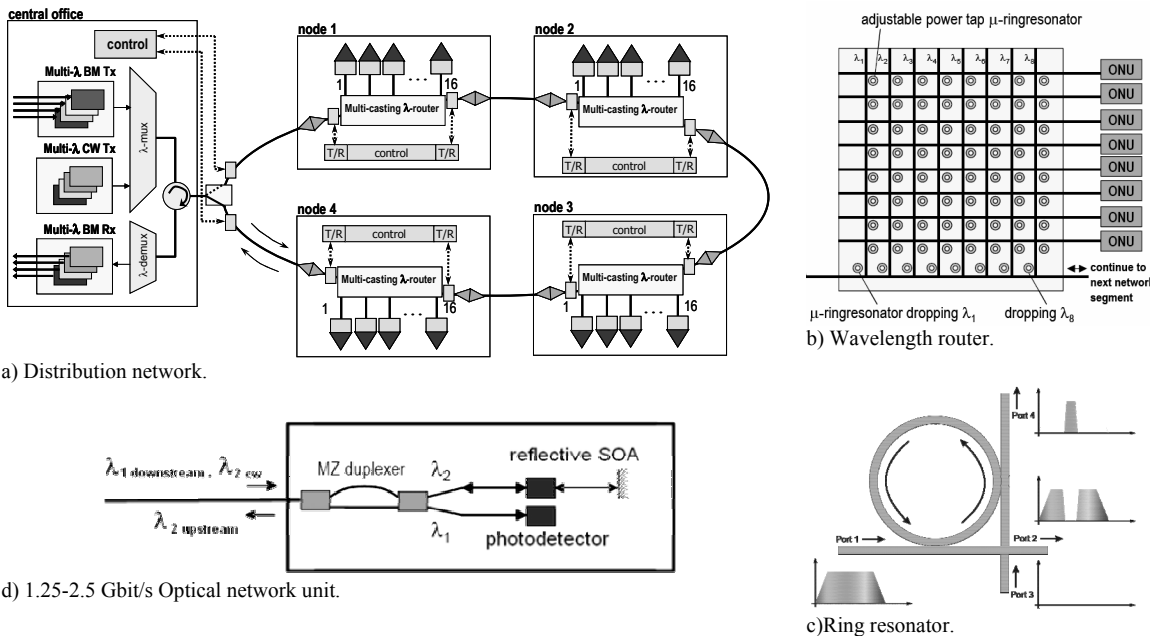 central office
control
Multi-λ BM Tx
λ-mux
Multi-λ CW Tx
Multi-λ BM Rx
λ-demux
node 1
1
16
Multi-casting λ-router
T/R control T/R
node 2
1
16
Multi-casting λ-router
T/R control T/R
node 4
T/R control T/R
Multi-casting λ-router
1
16
node 3
T/R control T/R
Multi-casting λ-router
1
16
a) Distribution network.
adjustable power tap μ-ringresonator
λ1 λ2 λ3 λ4 λ5 λ6 λ7 λ8
ONU
ONU
ONU
ONU
ONU
ONU
ONU
ONU
continue to
next network
segment
μ-ringresonator dropping λ1
dropping λ8
b) Wavelength router.
Port 4
Port 1
Port 2
Port 3
c)Ring resonator.
λ1 downstream , λ2 cw
λ2 upstream
MZ duplexer
λ2
λ1
reflective SOA
photodetector
d) 1.25-2.5 Gbit/s Optical network unit.